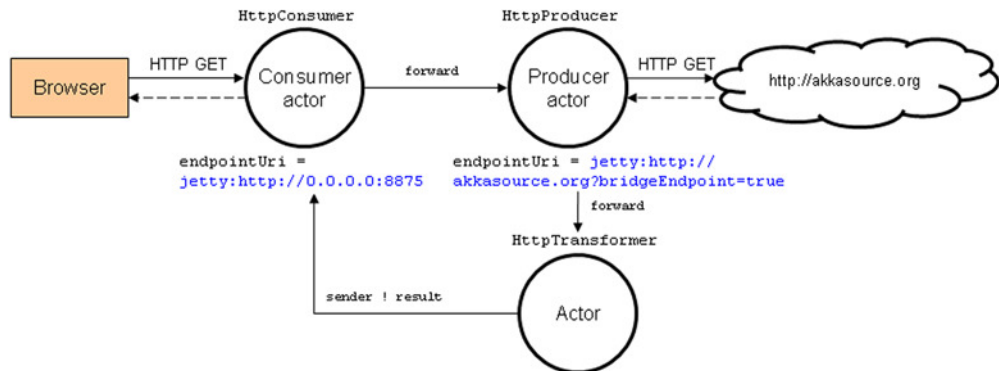 HttpConsumer
HttpProducer
Browser
HTTP GET
Consumer
actor
forward
Producer
actor
HTTP GET
http://akkasource.org
endpointUri =
jetty:http://0.0.0.0:8875
endpointUri = jetty:http://
akkasource.org?bridgeEndpoint=true
forward
HttpTransformer
sender ! result
Actor